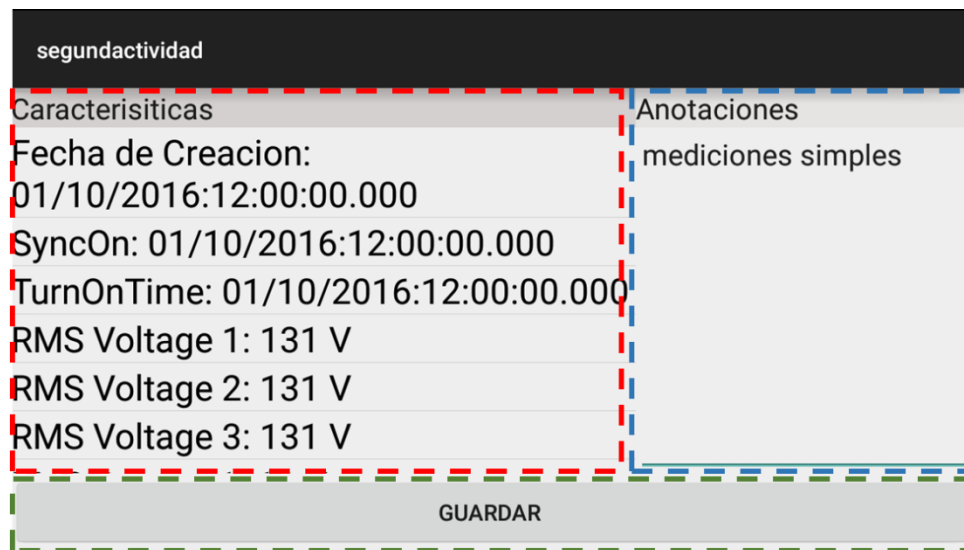 segundactividad
Caracterisiticas
Fecha de Creacion:
01/10/2016:12:00:00.000
SyncOn: 01/10/2016:12:00:00.000
TurnOnTime: 01/10/2016:12:00:00.000
RMS Voltage 1: 131 V
RMS Voltage 2: 131 V
RMS Voltage 3: 131 V
Anotaciones
mediciones simples
GUARDAR